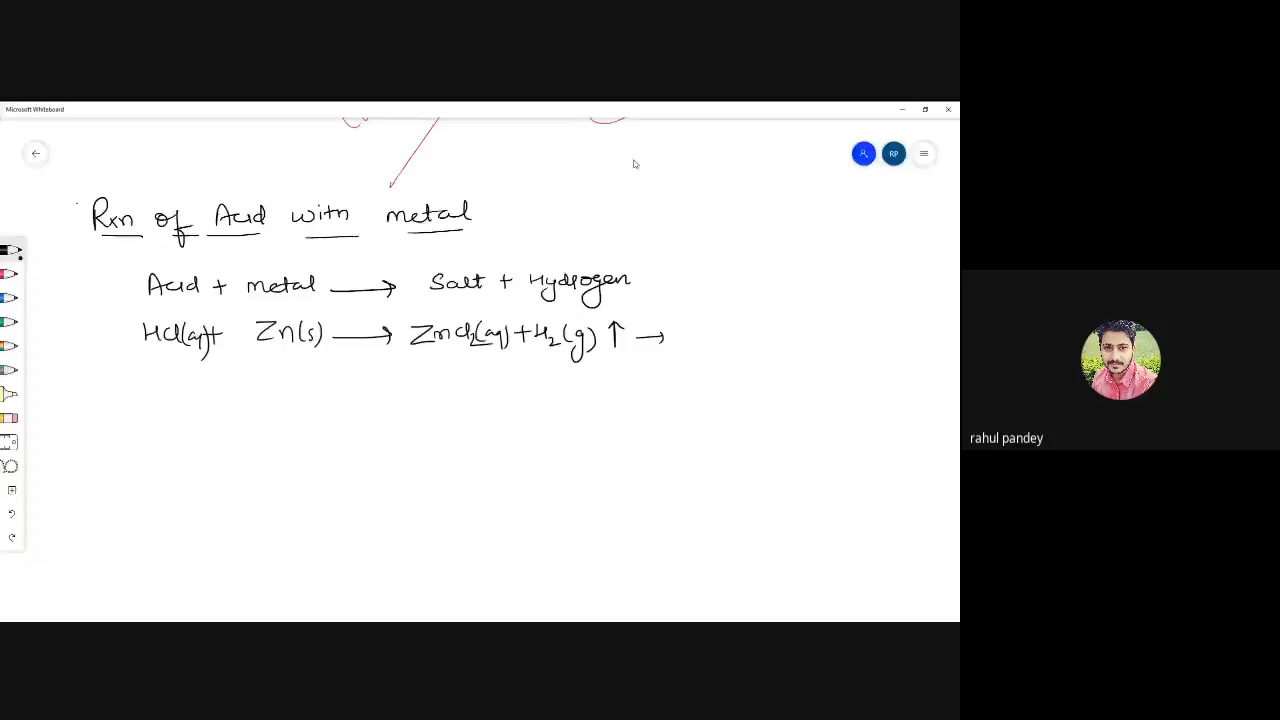 Microsoft Whiteboard
RP
Rxn of Acid with metal
Acid + metal ⟶ Salt + Hydrogen
HCl(aq)+ Zn(s) ⟶ ZnCl₂(aq) + H₂(g) ↑ →
rahul pandey